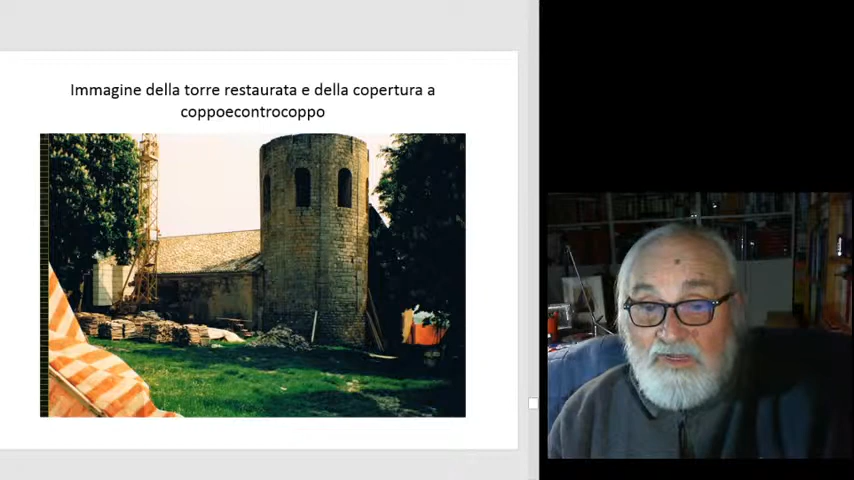 Immagine della torre restaurata e della copertura a
coppoecontrocoppo